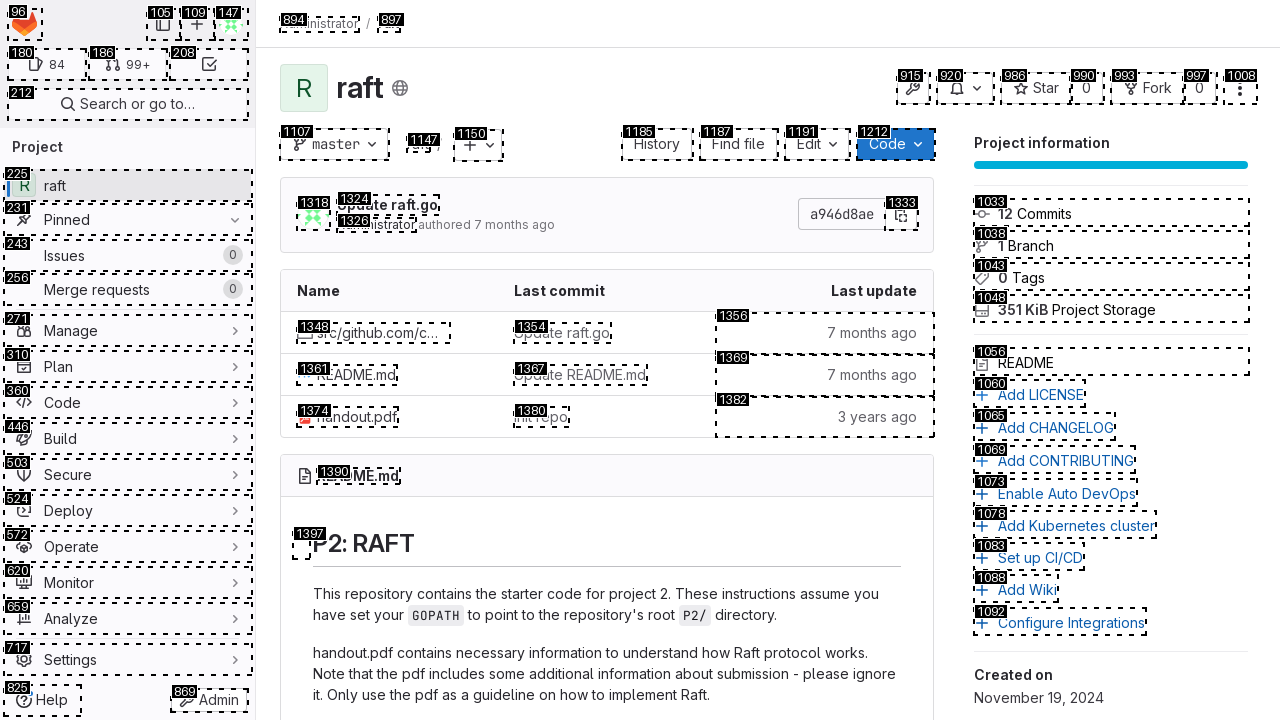 96
105
109
147
180
84
186
99+
208
212
Search or go to…
Project
225
R
raft
231
Pinned
243
Issues
0
256
Merge requests
0
271
Manage
310
Plan
360
Code
446
Build
503
Secure
524
Deploy
572
Operate
620
Monitor
659
Analyze
717
Settings
825
Help
869
Admin
894
administrator
/
897
R
raft
915
920
986
Star
990
0
993
Fork
997
0
1008
1107
master
1147
/
1150
1185
History
1187
Find file
1191
Edit
1212
Code
1318
1324
Update raft.go
1326
administrator authored 7 months ago
a946d8ae
1333
Name
Last commit
Last update
1348
src/github.com/c…
1354
Update raft.go
1356
7 months ago
1361
README.md
1367
Update README.md
1369
7 months ago
1374
handout.pdf
1380
init repo
1382
3 years ago
1390
README.md
1397
P2: RAFT
This repository contains the starter code for project 2. These instructions assume you
have set your GOPATH to point to the repository's root P2/ directory.
handout.pdf contains necessary information to understand how Raft protocol works.
Note that the pdf includes some additional information about submission - please ignore
it. Only use the pdf as a guideline on how to implement Raft.
Project information
1033
12 Commits
1038
1 Branch
1043
0 Tags
1048
351 KiB Project Storage
1056
README
1060
Add LICENSE
1065
Add CHANGELOG
1069
Add CONTRIBUTING
1073
Enable Auto DevOps
1078
Add Kubernetes cluster
1083
Set up CI/CD
1088
Add Wiki
1092
Configure Integrations
Created on
November 19, 2024